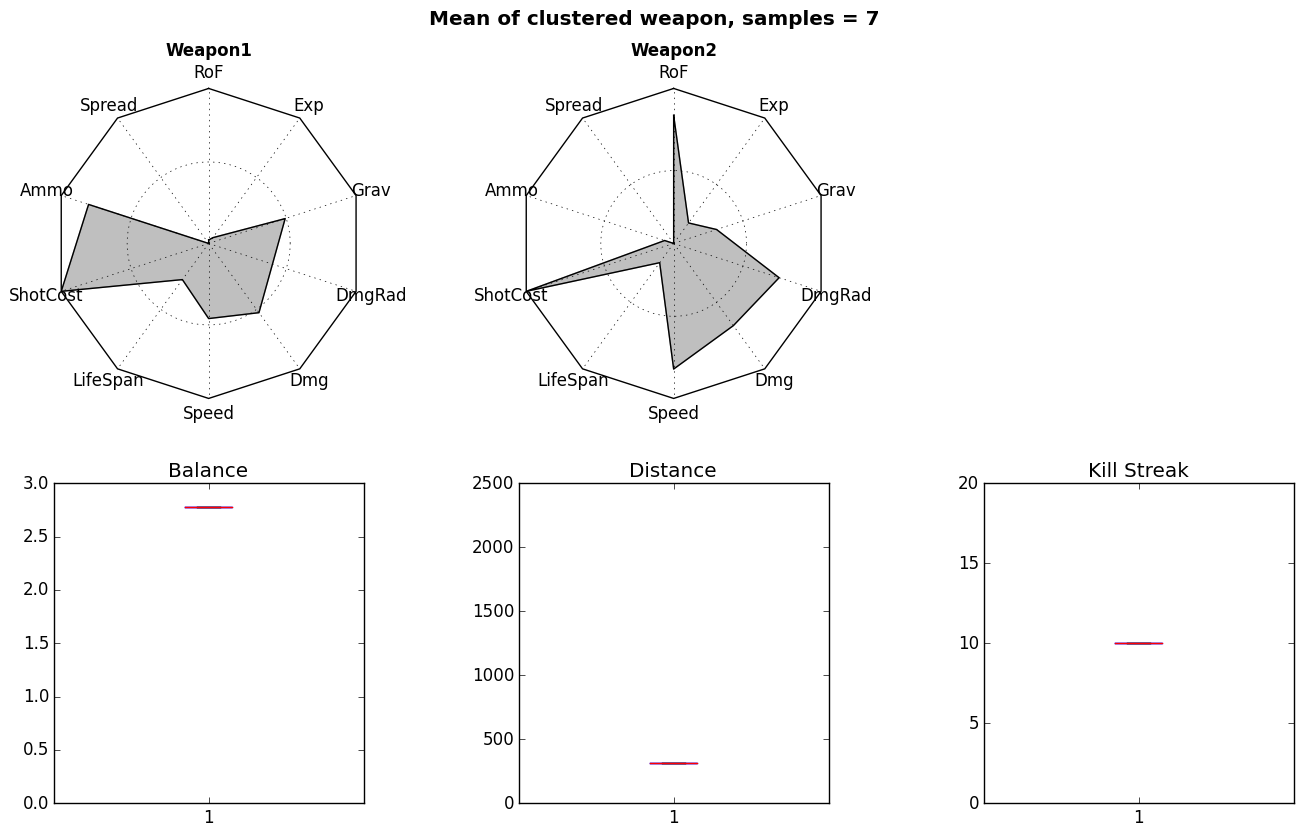 Mean of clustered weapon, samples = 7
Weapon1
RoF
Spread
Exp
Ammo
Grav
ShotCost
DmgRad
LifeSpan
Dmg
Speed
Weapon2
RoF
Spread
Exp
Ammo
Grav
ShotCost
DmgRad
LifeSpan
Dmg
Speed
Balance
3.0
2.5
2.0
1.5
1.0
0.5
0.0
1
Distance
2500
2000
1500
1000
500
0
1
Kill Streak
20
15
10
5
0
1